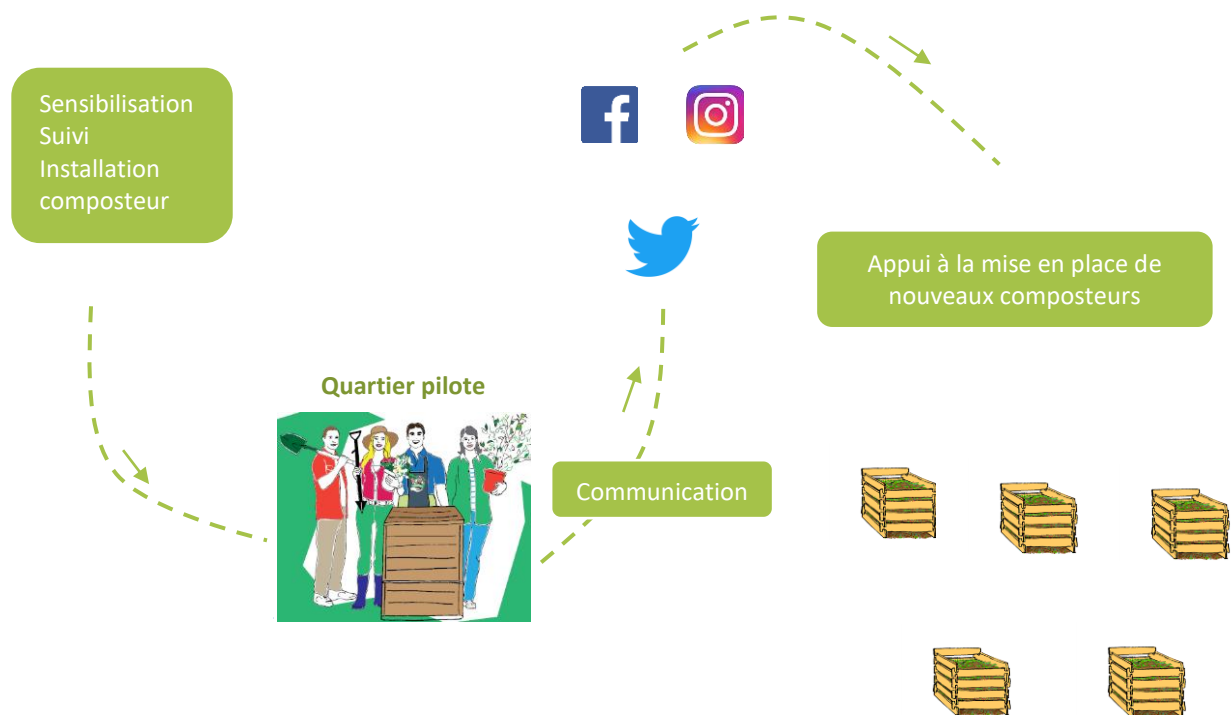 Sensibilisation
Suivi
Installation
composteur
Quartier pilote
Communication
Appui à la mise en place de
nouveaux composteurs